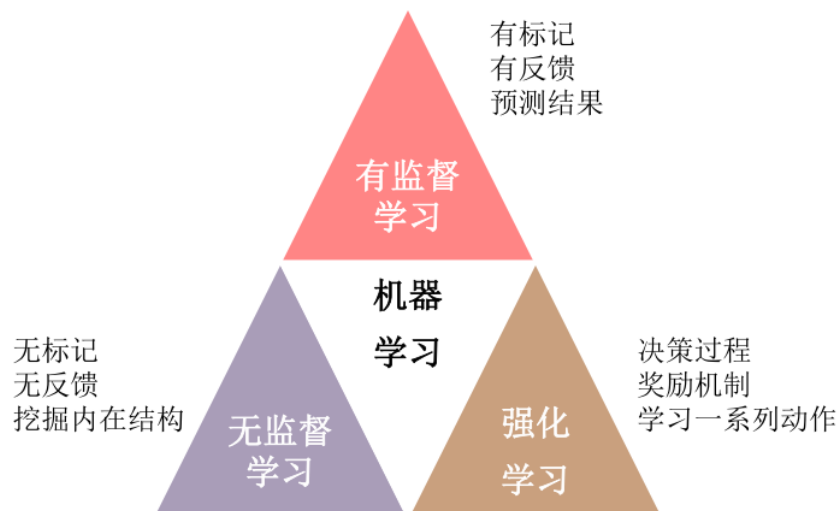 有标记
有反馈
预测结果
有监督
学习
机器
学习
无标记
无反馈
挖掘内在结构
无监督
学习
强化
学习
决策过程
奖励机制
学习一系列动作